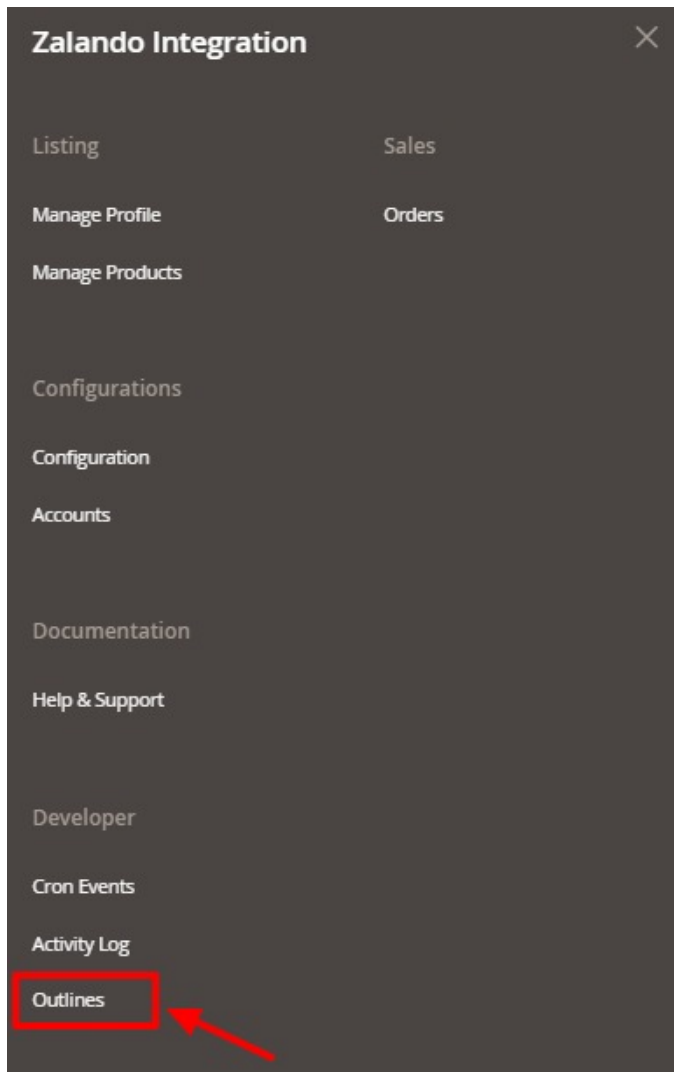 Zalando Integration
Listing
Manage Profile
Manage Products
Sales
Orders
Configurations
Configuration
Accounts
Documentation
Help & Support
Developer
Cron Events
Activity Log
Outlines